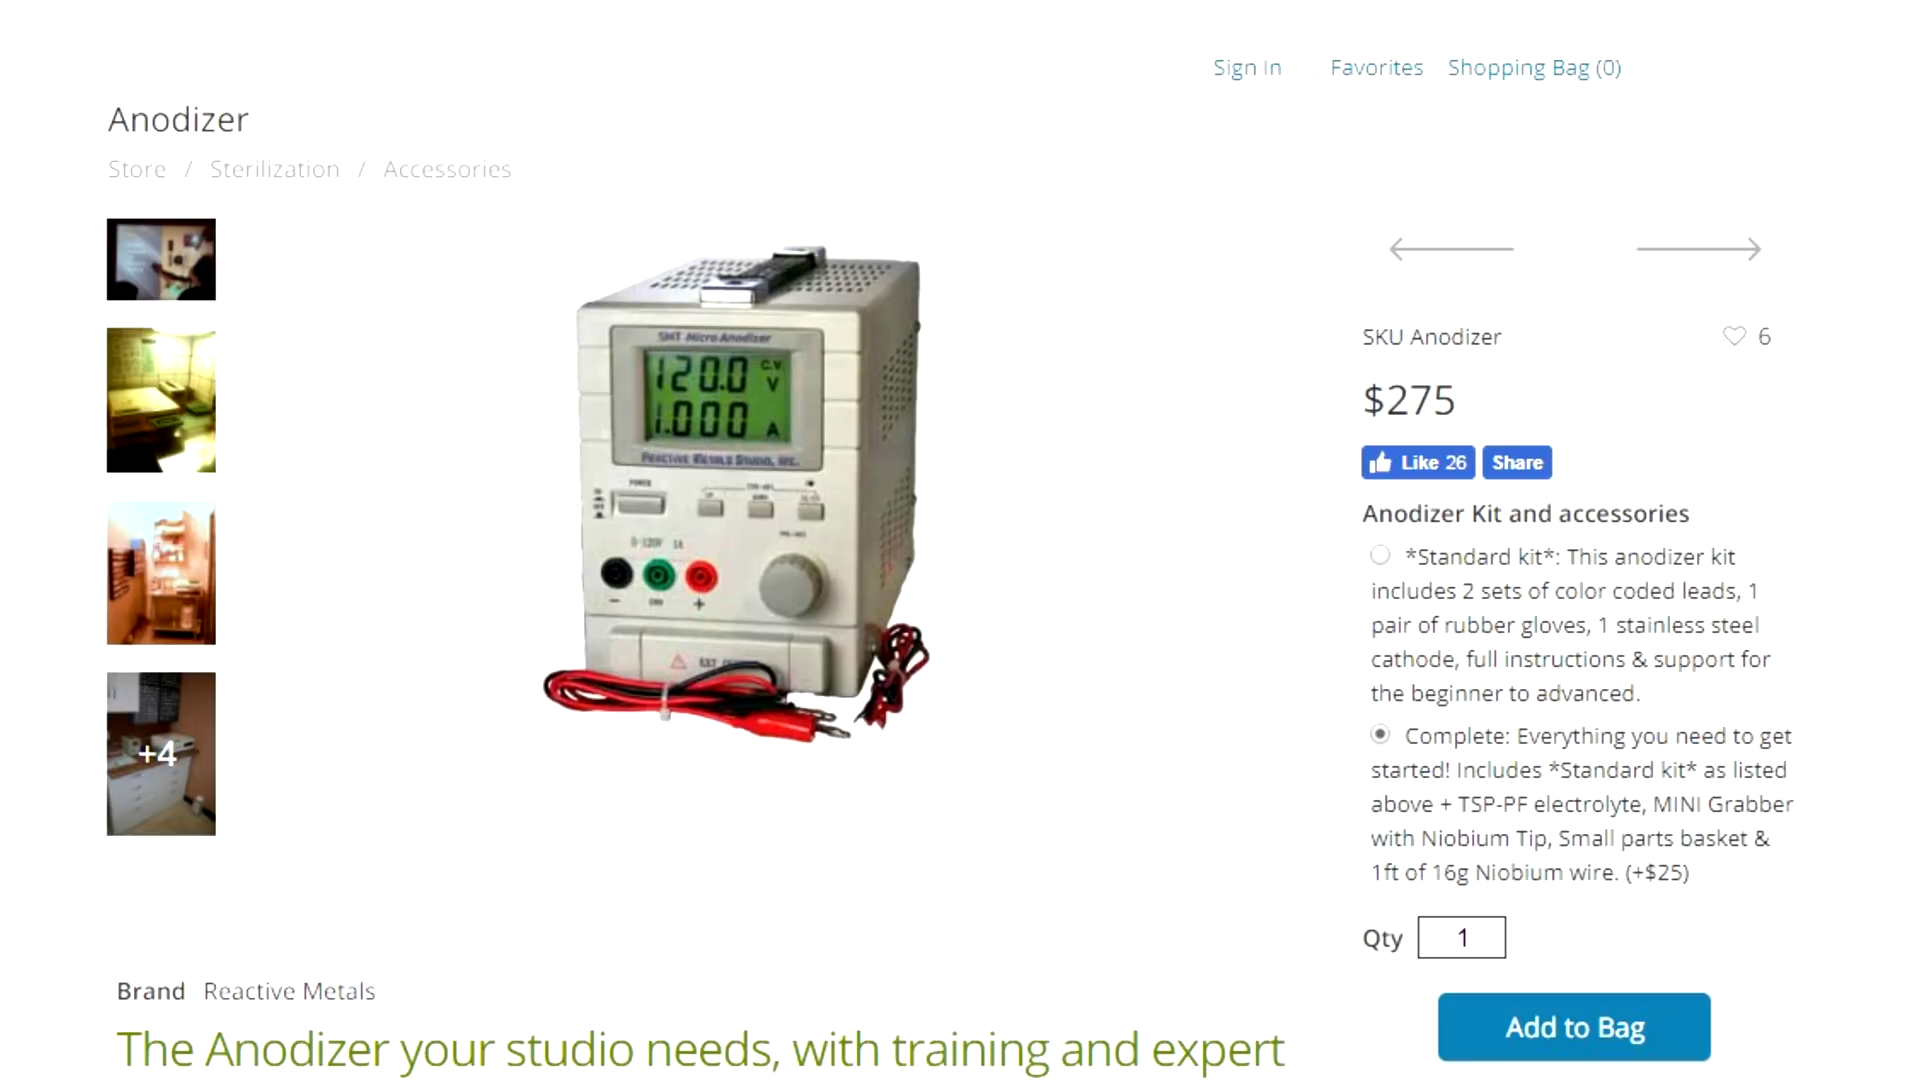 Sign In Favorites Shopping Bag (0)
Anodizer
Store / Sterilization / Accessories
SMT Micro Anodizer
120.0 C.V. V
1.000 A
Reactive Metals Studio, Inc.
POWER
0-120V 1A
+4
SKU Anodizer 6
$275
Like 26 Share
Anodizer Kit and accessories
*Standard kit*: This anodizer kit
includes 2 sets of color coded leads, 1
pair of rubber gloves, 1 stainless steel
cathode, full instructions & support for
the beginner to advanced.
Complete: Everything you need to get
started! Includes *Standard kit* as listed
above + TSP-PF electrolyte, MINI Grabber
with Niobium Tip, Small parts basket &
1ft of 16g Niobium wire. (+$25)
Qty 1
Add to Bag
Brand Reactive Metals
The Anodizer your studio needs, with training and expert